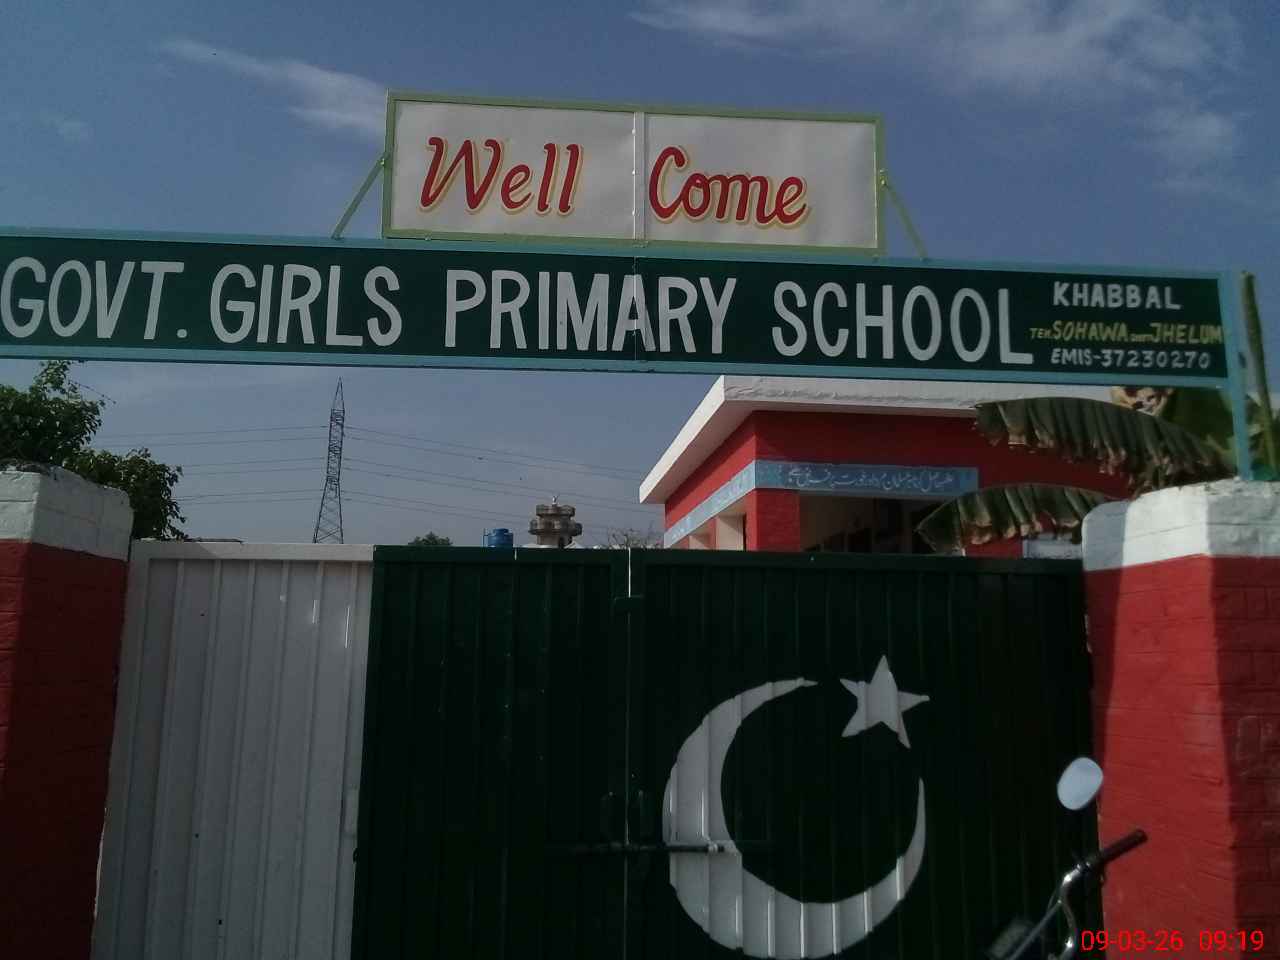 Well Come
GOVT. GIRLS PRIMARY SCHOOL
KHABBAL
TEH. SOHAWA DISTT. JHELUM
EMIS-37230270
09-03-26 09:19